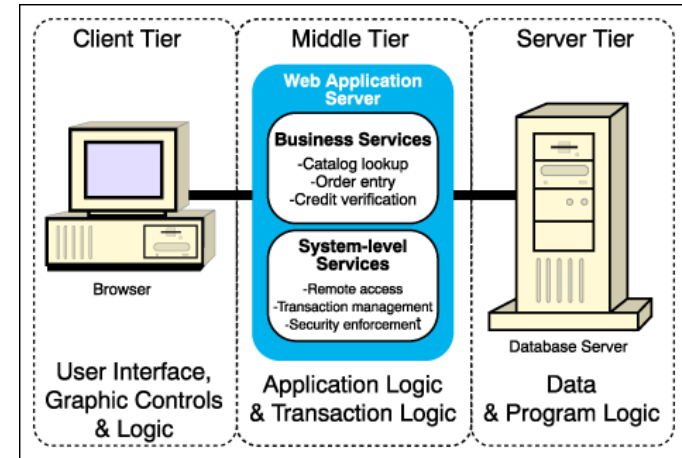 Client Tier
Middle Tier
Server Tier
Web Application
Server
Business Services
-Catalog lookup
-Order entry
-Credit verification
System-level
Services
-Remote access
-Transaction management
-Security enforcement†
Browser
Database Server
User Interface,
Graphic Controls
& Logic
Application Logic
& Transaction Logic
Data
& Program Logic